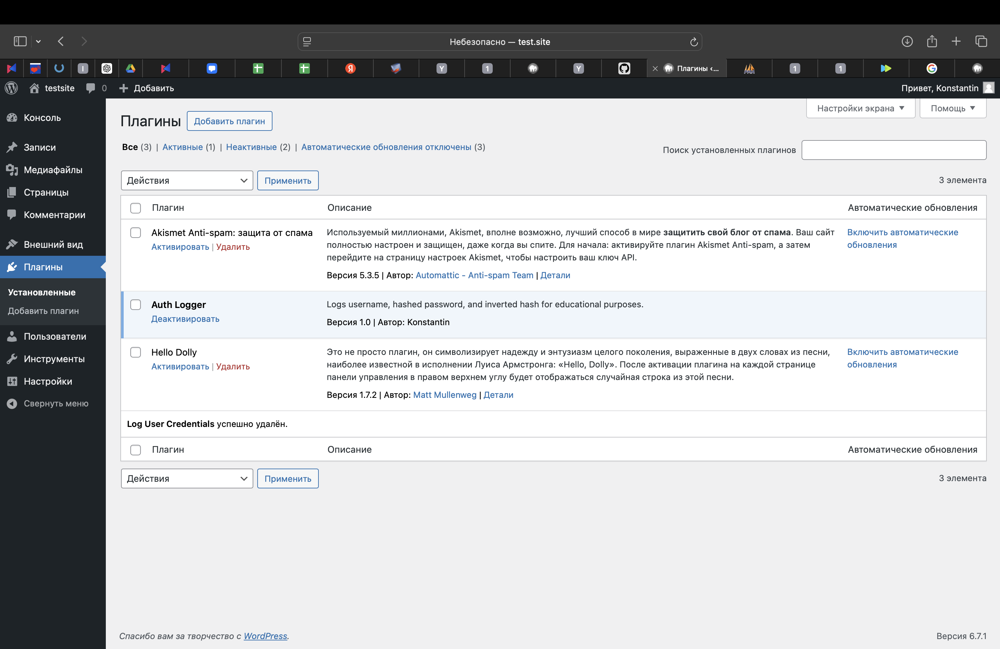 Небезопасно — test.site
I
Я
Y
1
Y
Плагины ‹...
PMA
1
1
G
testsite
0
Добавить
Привет, Konstantin
Консоль
Записи
Медиафайлы
Страницы
Комментарии
Внешний вид
Плагины
Установленные
Добавить плагин
Пользователи
Инструменты
Настройки
Свернуть меню
Настройки экрана ▼
Помощь ▼
Плагины
Добавить плагин
Все (3) | Активные (1) | Неактивные (2) | Автоматические обновления отключены (3)
Поиск установленных плагинов
Действия
Применить
3 элемента
Плагин
Описание
Автоматические обновления
Akismet Anti-spam: защита от спама
Активировать | Удалить
Используемый миллионами, Akismet, вполне возможно, лучший способ в мире защитить свой блог от спама. Ваш сайт
полностью настроен и защищен, даже когда вы спите. Для начала: активируйте плагин Akismet Anti-spam, а затем
перейдите на страницу настроек Akismet, чтобы настроить ваш ключ API.
Версия 5.3.5 | Автор: Automattic - Anti-spam Team | Детали
Включить автоматические
обновления
Auth Logger
Деактивировать
Logs username, hashed password, and inverted hash for educational purposes.
Версия 1.0 | Автор: Konstantin
Hello Dolly
Активировать | Удалить
Это не просто плагин, он символизирует надежду и энтузиазм целого поколения, выраженные в двух словах из песни,
наиболее известной в исполнении Луиса Армстронга: «Hello, Dolly». После активации плагина на каждой странице
панели управления в правом верхнем углу будет отображаться случайная строка из этой песни.
Версия 1.7.2 | Автор: Matt Mullenweg | Детали
Включить автоматические
обновления
Log User Credentials успешно удалён.
Плагин
Описание
Автоматические обновления
Действия
Применить
3 элемента
Спасибо вам за творчество с WordPress.
Версия 6.7.1